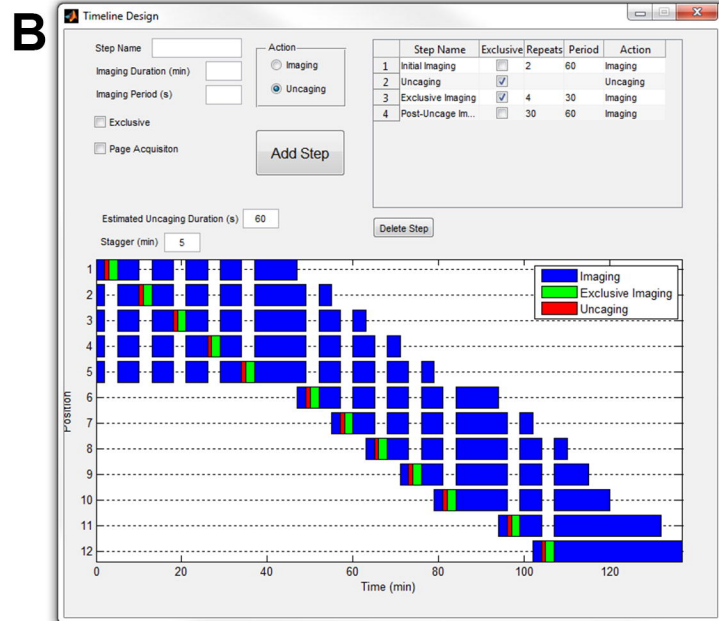 B
Timeline Design
Step Name
Imaging Duration (min)
Imaging Period (s)
Exclusive
Page Acquisiton
Action
Imaging
Uncaging
Add Step
Step Name Exclusive Repeats Period Action
1 Initial Imaging 2 60 Imaging
2 Uncaging Uncaging
3 Exclusive Imaging 4 30 Imaging
4 Post-Uncage Im... 30 60 Imaging
Estimated Uncaging Duration (s) 60
Stagger (min) 5
Delete Step
Imaging
Exclusive Imaging
Uncaging
Position
1
2
3
4
5
6
7
8
9
10
11
12
0 20 40 60 80 100 120
Time (min)